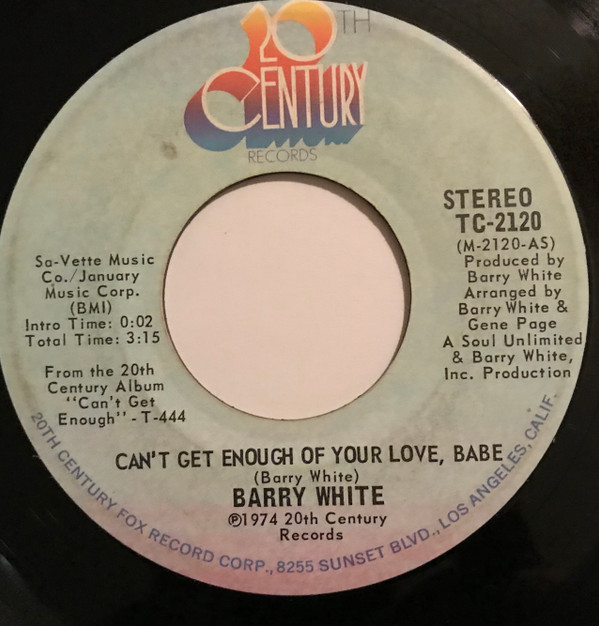 20TH
CENTURY
RECORDS
STEREO
TC-2120
(M-2120-AS)
Produced by
Barry White
Arranged by
Barry White &
Gene Page
A Soul Unlimited
& Barry White,
Inc. Production
Sa-Vette Music
Co./January
Music Corp.
(BMI)
Intro Time: 0:02
Total Time: 3:15
From the 20th
Century Album
"Can't Get
Enough" - T-444
CAN'T GET ENOUGH OF YOUR LOVE, BABE
(Barry White)
BARRY WHITE
℗1974 20th Century
Records
20TH CENTURY FOX RECORD CORP., 8255 SUNSET BLVD., LOS ANGELES, CALIF.